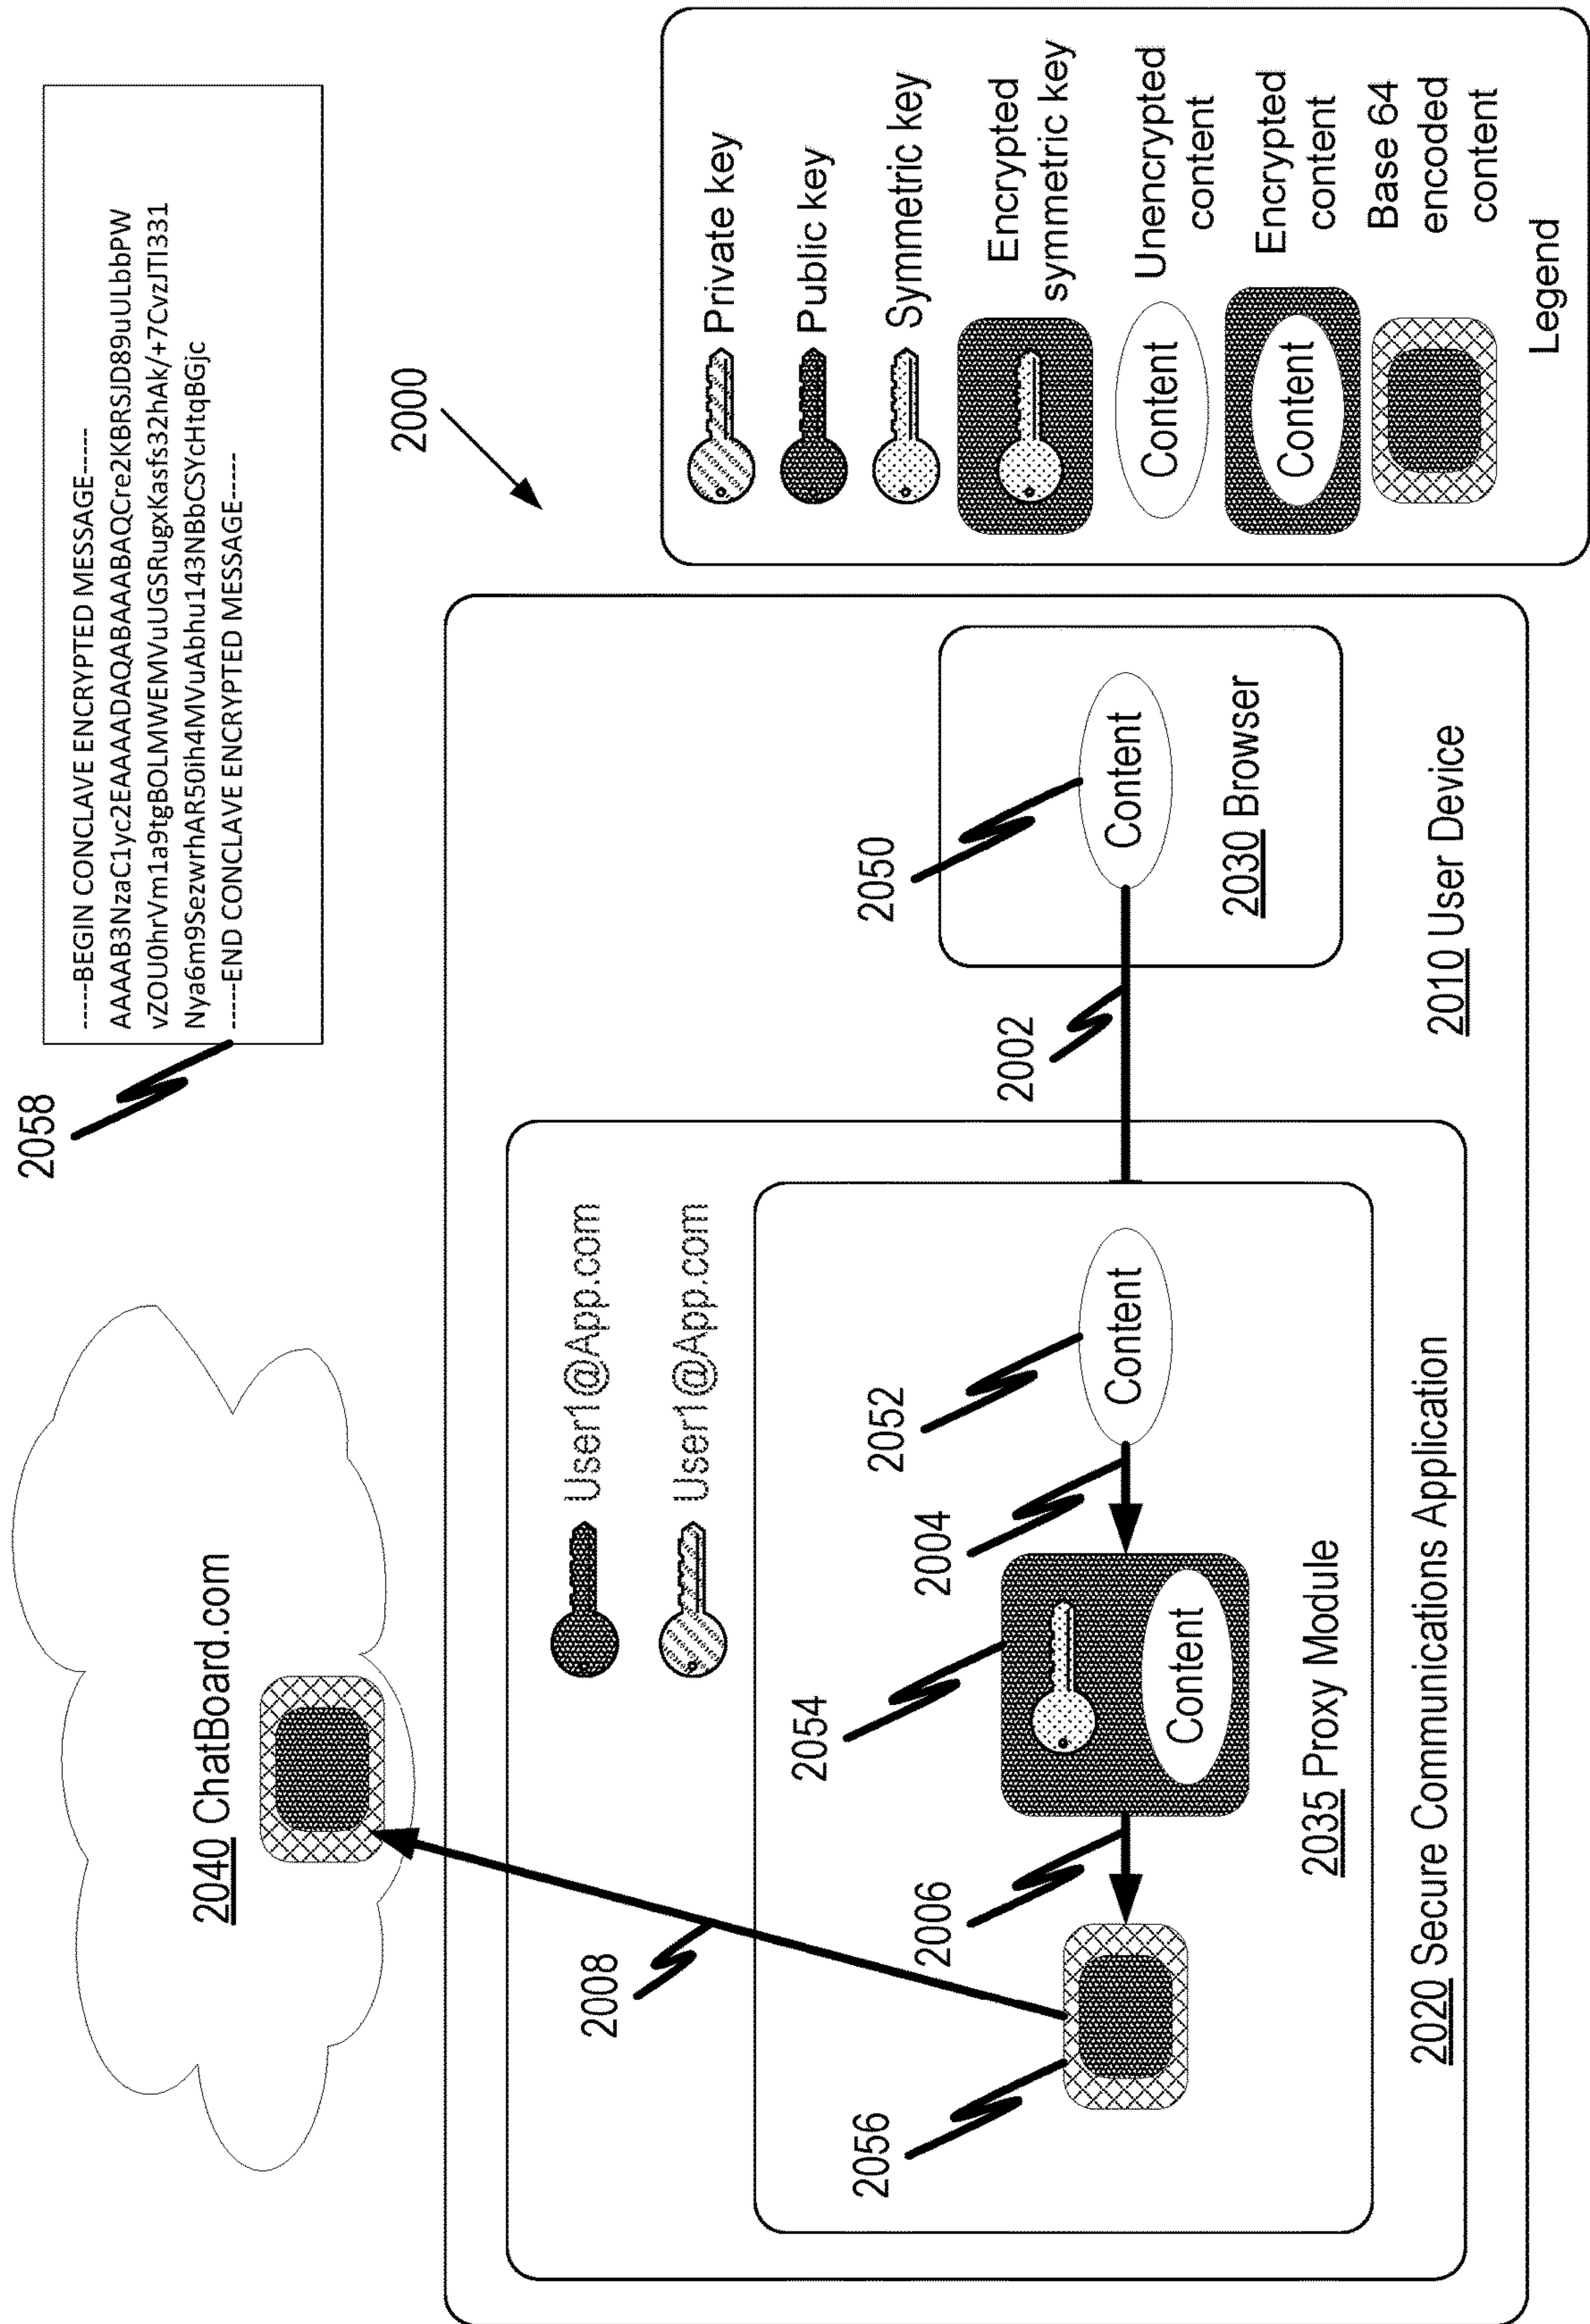 2058
-----BEGIN CONCLAVE ENCRYPTED MESSAGE-----
AAAAB3NzaC1yc2EAAAADAQABAAABAQCre2KBRSJD89uULbbPW
vZOU0hrVm1a9tgBOLMWEMVuUGSRugxKasfs32hAk/+7CvzJTI331
Nya6m9SezwrhAR50ih4MVuAbhu143NBbCSYcHtqBGjc
-----END CONCLAVE ENCRYPTED MESSAGE-----
2000
2040 ChatBoard.com
2008
User1@App.com
User1@App.com
2056
2006
2054
2004
2052
2002
2050
Content
Content
Content
2035 Proxy Module
2030 Browser
2020 Secure Communications Application
2010 User Device
Private key
Public key
Symmetric key
Encrypted
symmetric key
Content
Unencrypted
content
Content
Encrypted
content
Base 64
encoded
content
Legend